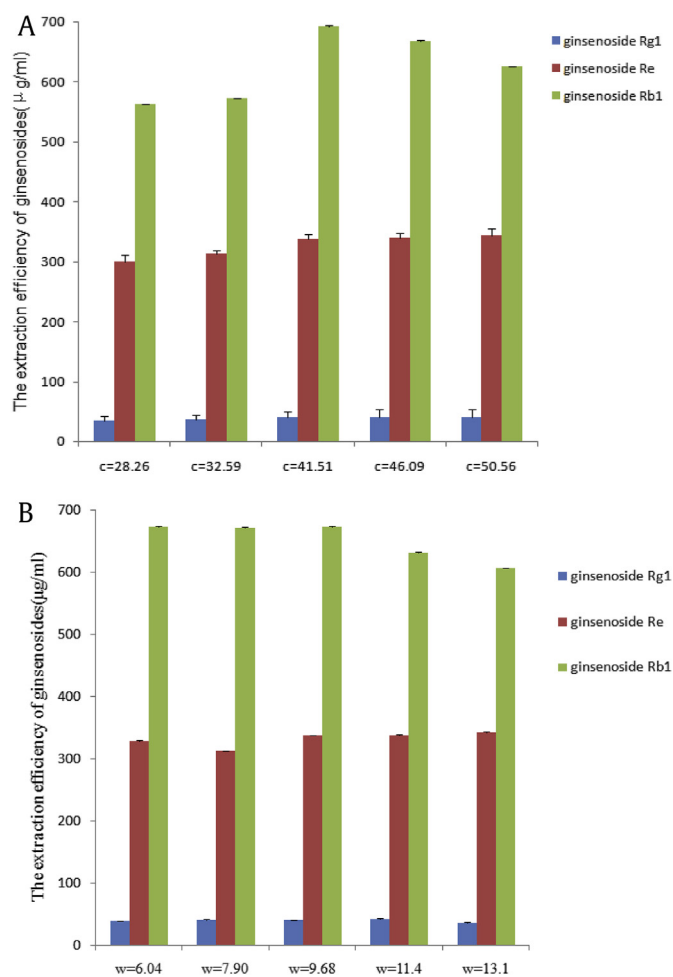 A
The extraction efficiency of ginsenosides( μ g/ml)
700
600
500
400
300
200
100
0
c=28.26 c=32.59 c=41.51 c=46.09 c=50.56
ginsenoside Rg1
ginsenoside Re
ginsenoside Rb1
B
The extraction efficiency of ginsenosides(μg/ml)
700
600
500
400
300
200
100
0
w=6.04 w=7.90 w=9.68 w=11.4 w=13.1
ginsenoside Rg1
ginsenoside Re
ginsenoside Rb1